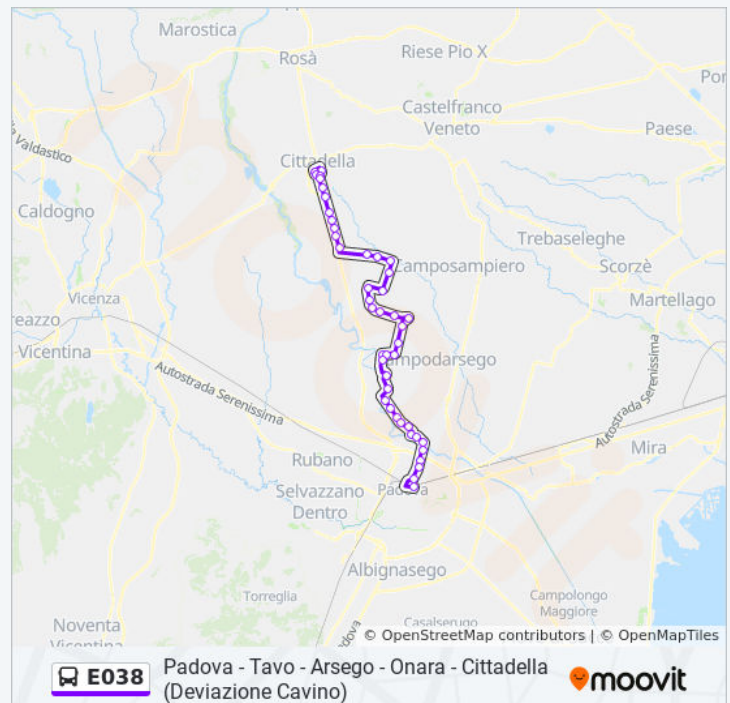 Marostica
Rosà
Riese Pio X
Castelfranco
Veneto
Paese
Valdastico
Cittadella
Caldogno
Trebaseleghe
Camposampiero
Scorzè
Vicenza
Martellago
Vicentina
Campodarsego
Autostrada Serenissima
Autostrada Serenissima
Mira
Rubano
Selvazzano
Dentro
Padova
Albignasego
Torreglia
Campolongo
Maggiore
Casalserugo
Noventa
Vicentina
© OpenStreetMap contributors | © OpenMapTiles
E038
Padova - Tavo - Arsego - Onara - Cittadella
(Deviazione Cavino)
moovit